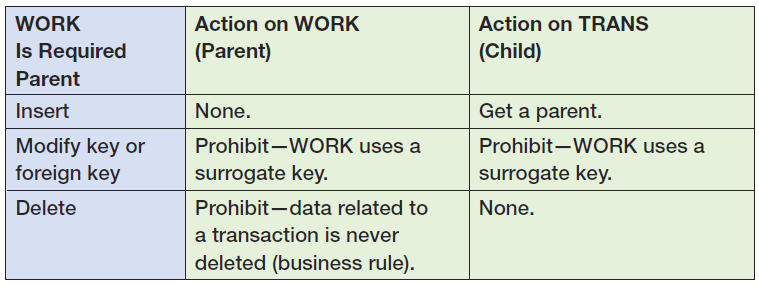 WORK
Is Required
Parent
Action on WORK
(Parent)
Action on TRANS
(Child)
Insert
None.
Get a parent.
Modify key or
foreign key
Prohibit—WORK uses a
surrogate key.
Prohibit—WORK uses a
surrogate key.
Delete
Prohibit—data related to
a transaction is never
deleted (business rule).
None.